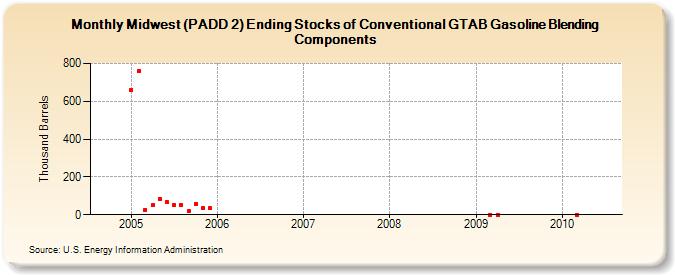 Monthly Midwest (PADD 2) Ending Stocks of Conventional GTAB Gasoline Blending
Components
Thousand Barrels
800
600
400
200
0
2005 2006 2007 2008 2009 2010
Source: U.S. Energy Information Administration